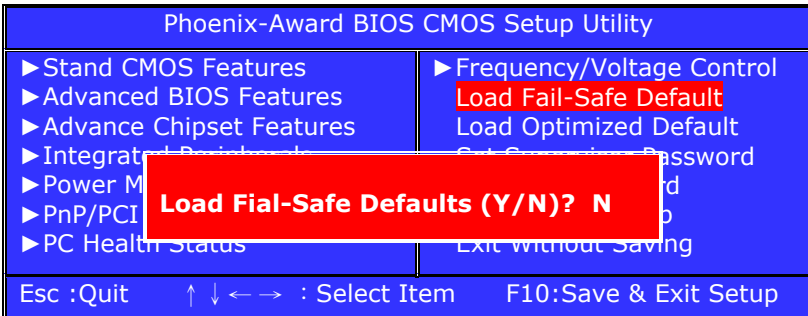 Phoenix-Award BIOS CMOS Setup Utility
►Stand CMOS Features
►Advanced BIOS Features
►Advance Chipset Features
►Integrated
►Power M
►PnP/PCI
►PC Health Status
►Frequency/Voltage Control
Load Fail-Safe Default
Load Optimized Default
Password
Exit Without Saving
Load Fial-Safe Defaults (Y/N)? N
Esc :Quit ↑↓←→ :Select Item F10:Save & Exit Setup